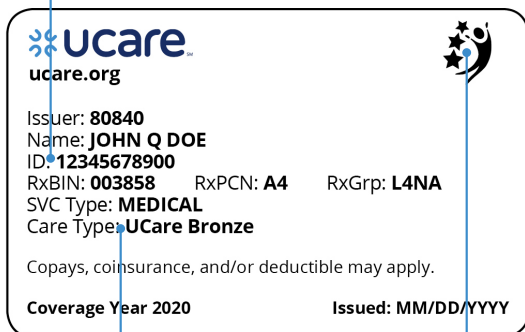 ucare SM
ucare.org
Issuer: 80840
Name: JOHN Q DOE
ID: 12345678900
RxBIN: 003858 RxPCN: A4 RxGrp: L4NA
SVC Type: MEDICAL
Care Type: UCare Bronze
Copays, coinsurance, and/or deductible may apply.
Coverage Year 2020 Issued: MM/DD/YYYY